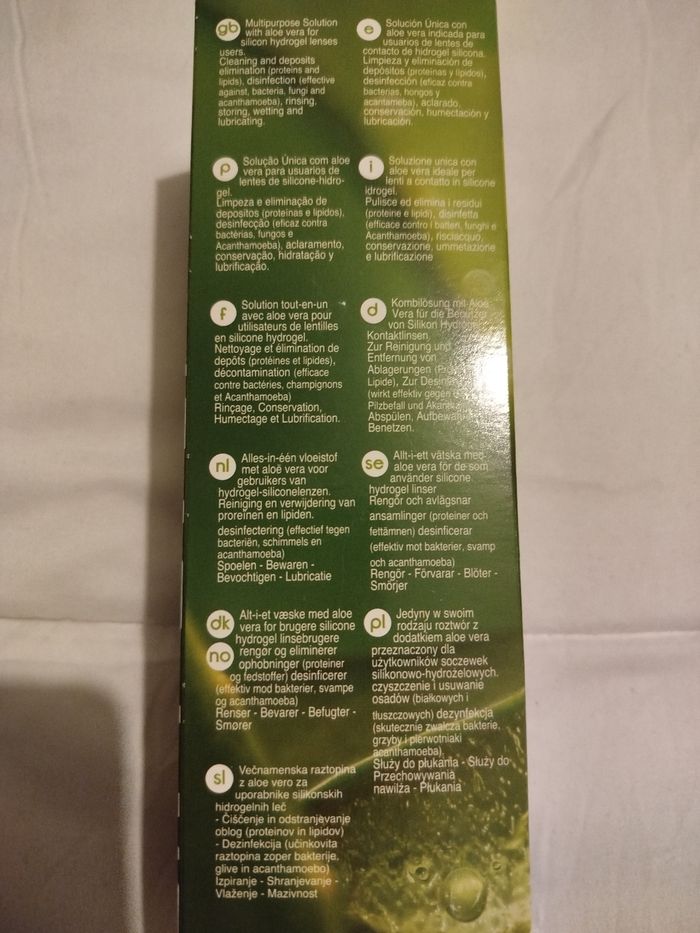 gb Multipurpose Solution
with aloe vera for
silicon hydrogel lenses
users.
Cleaning and deposits
elimination (proteins and
lipids), disinfection (effective
against, bacteria, fungi and
acanthamoeba), rinsing,
storing, wetting and
lubricating.
e Solución Única con
aloe vera indicada para
usuarios de lentes de
contacto de hidrogel silicona.
Limpieza y eliminación de
depósitos (proteínas y lípidos),
desinfección (eficaz contra
bacterias, hongos y
acantameba), aclarado,
conservación, humectación y
lubricación.
p Solução Única com aloe
vera para usuarios de
lentes de silicone-hidro-
gel.
Limpeza e eliminação de
depositos (proteínas e lípidos),
desinfecção (eficaz contra
bactérias, fungos e
Acanthamoeba), aclaramento,
conservação, hidratação y
lubrificação.
i Soluzione unica con
aloe vera ideale per
lenti a contatto in silicone
idrogel.
Pulisce ed elimina i residui
(proteine e lipidi), disinfetta
(efficace contro i batteri, funghi e
Acanthamoeba), risciacquo,
conservazione, ummetazione
e lubrificazione
f Solution tout-en-un
avec aloe vera pour
utilisateurs de lentilles
en silicone hydrogel.
Nettoyage et élimination de
depôts (protéines et lipides),
décontamination (efficace
contre bactéries, champignons
et Acanthamoeba)
Rinçage, Conservation,
Humectage et Lubrification.
d Kombilösung mit Aloe
Vera für die Benutzer
von Silikon Hydrogel
Kontaktlinsen.
Zur Reinigung und
Entfernung von
Ablagerungen
Lipide), Zur
(wirkt effektiv gegen
Pilzbefall und
Abspülen,
Benetzen.
nl Alles-in-één vloeistof
met aloë vera voor
gebruikers van
hydrogel-siliconelenzen.
Reiniging en verwijdering van
proreïnen en lipiden.
desinfectering (effectief tegen
bacteriën, schimmels en
acanthamoeba)
Spoelen - Bewaren -
Bevochtigen - Lubricatie
se Allt-i-ett vätska med
aloe vera för de som
använder silicone
hydrogel linser
Rengör och avlägsnar
ansamlinger (proteiner och
fettämnen) desinficerar
(effektiv mot bakterier, svamp
och acanthamoeba)
Rengör - Förvarar - Blöter -
Smörjer
dk Alt-i-et væske med aloe
vera for brugere silicone
hydrogel linsebrugere
no rengør og eliminerer
ophobninger (proteiner
og fedstoffer) desinficerer
(effektiv mod bakterier, svampe
og acanthamoeba)
Renser - Bevarer - Befugter -
Smører
pl Jedyny w swoim
rodzaju roztwór z
dodatkiem aloe vera
przeznaczony dla
użytkowników soczewek
silikonowo-hydrożelowych.
czyszczenie i usuwanie
osadów (białkowych i
tłuszczowych) dezynfekcja
(skutecznie zwalcza bakterie,
grzyby i pierwotniaki
acanthamoeba)
Służy do płukania - Służy do
Przechowywania
nawilża - Płukania
sl Večnamenska raztopina
z aloe vero za
uporabnike silikonskih
hidrogelnih leč
- Čiščenje in odstranjevanje
oblog (proteinov in lipidov)
- Dezinfekcija (učinkovita
raztopina zoper bakterije,
glive in acanthamoebo)
Izpiranje - Shranjevanje -
Vlaženje - Mazivnost